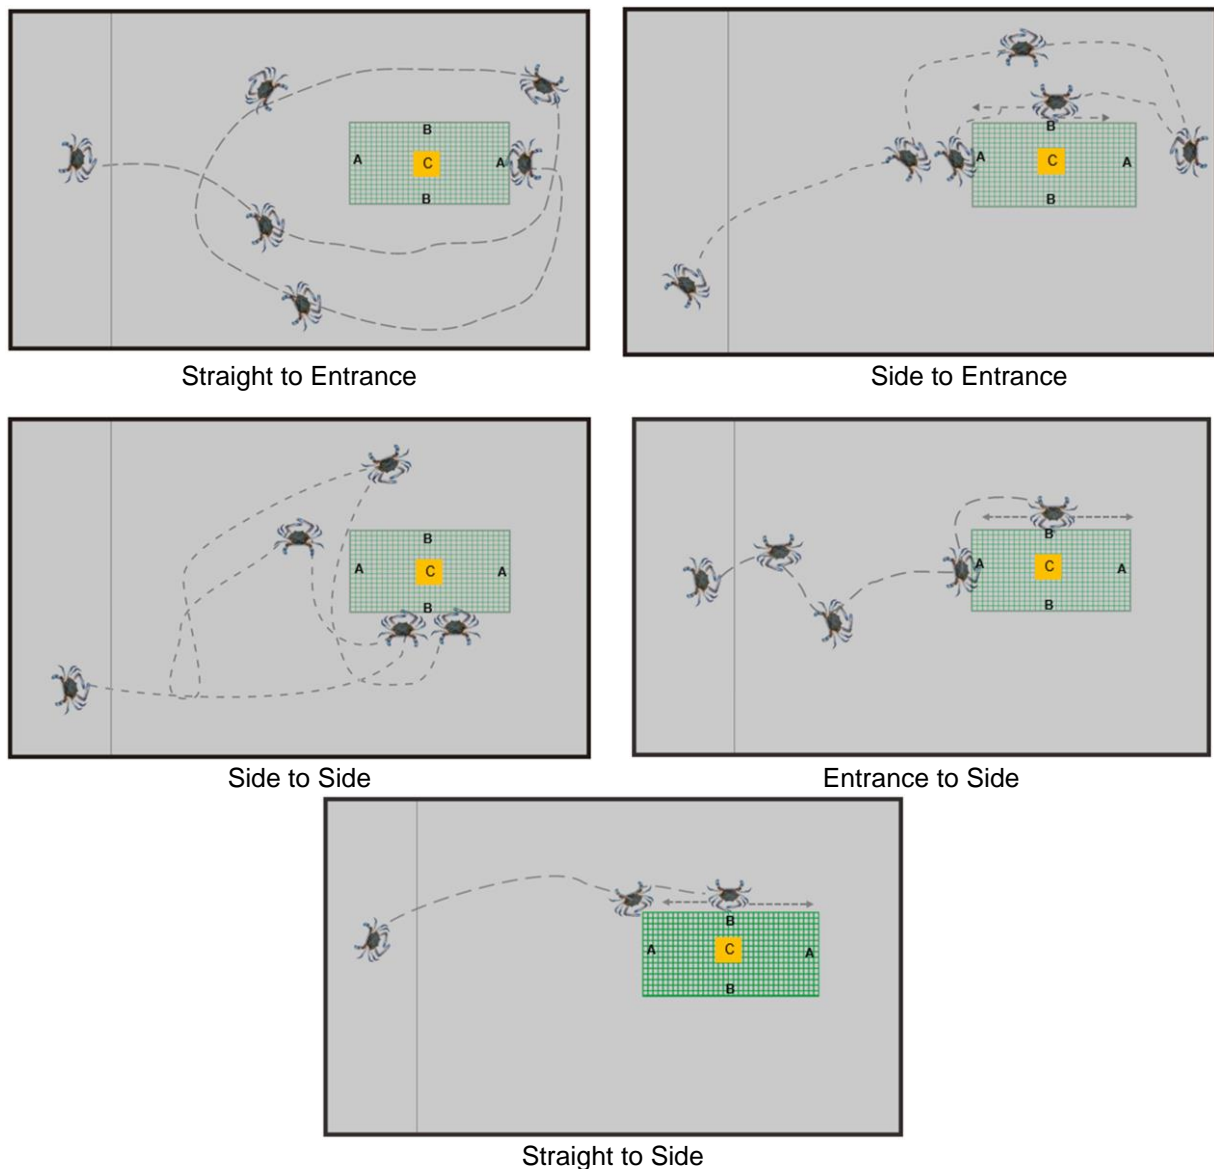 B
A C A
B
Straight to Entrance
B
A C A
B
Side to Entrance
B
A C A
B
Side to Side
B
A C A
B
Entrance to Side
B
A C A
B
Straight to Side